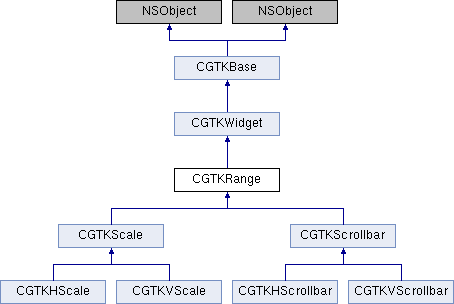 NSObject NSObject
CGTKBase
CGTKWidget
CGTKRange
CGTKScale CGTKScrollbar
CGTKHScale CGTKVScale CGTKHScrollbar CGTKVScrollbar